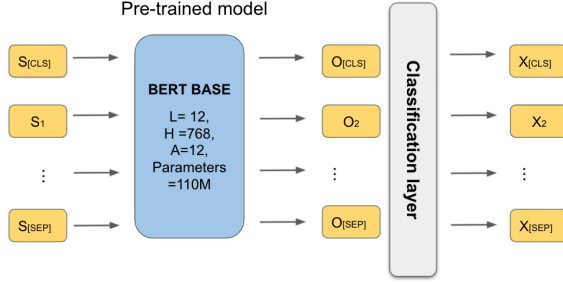 Pre-trained model
S[CLS]
S1
⋮
S[SEP]
BERT BASE
L= 12,
H =768,
A=12,
Parameters
=110M
O[CLS]
O2
⋮
O[SEP]
Classification layer
X[CLS]
X2
⋮
X[SEP]